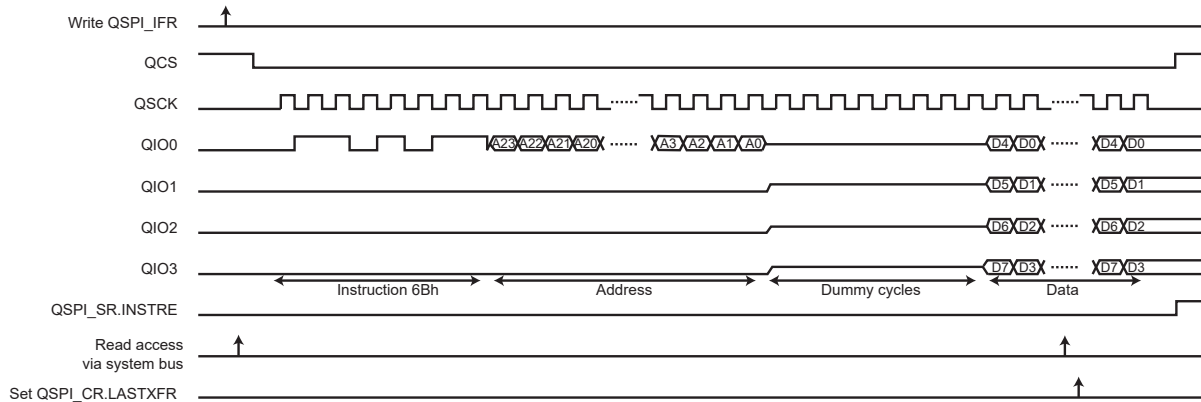 Write QSPI_IFR
QCS
QSCK
QIO0 A23 A22 A21 A20 A3 A2 A1 A0 D4 D0 D4 D0
QIO1 D5 D1 D5 D1
QIO2 D6 D2 D6 D2
QIO3 D7 D3 D7 D3
Instruction 6Bh Address Dummy cycles Data
QSPI_SR.INSTRE
Read access
via system bus
Set QSPI_CR.LASTXFR